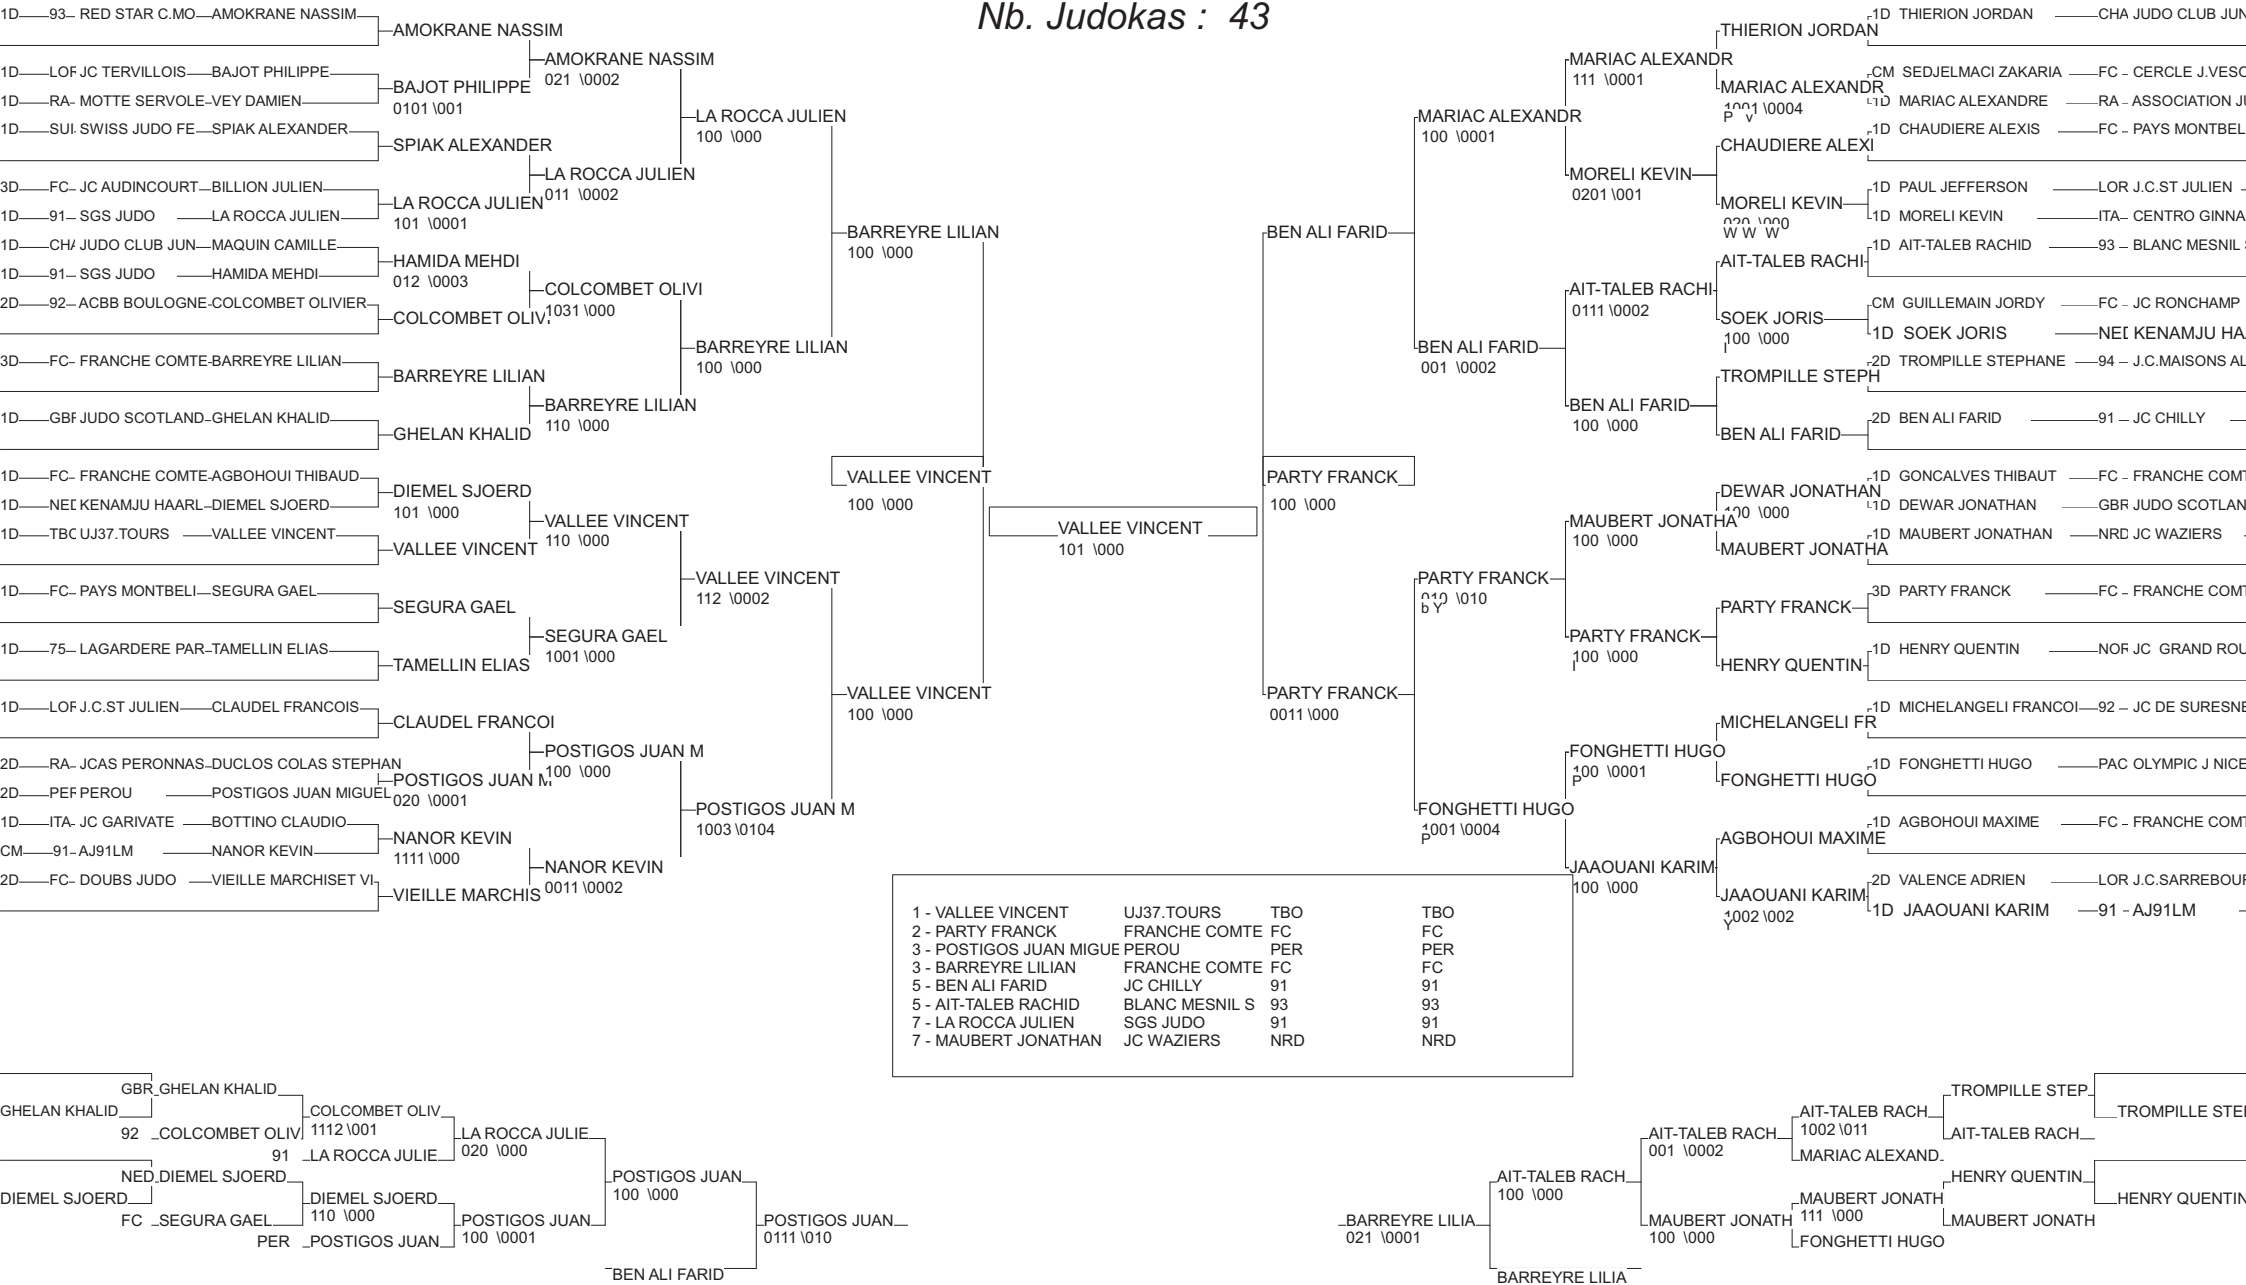 Nb. Judokas : 43
1D 93 RED STAR C.MO AMOKRANE NASSIM
1D LOR JC TERVILLOIS BAJOT PHILIPPE
1D RA MOTTE SERVOLE VEY DAMIEN
1D SUI SWISS JUDO FE SPIAK ALEXANDER
3D FC JC AUDINCOURT BILLION JULIEN
1D 91 SGS JUDO LA ROCCA JULIEN
1D CHA JUDO CLUB JUN MAQUIN CAMILLE
1D 91 SGS JUDO HAMIDA MEHDI
2D 92 ACBB BOULOGNE COLCOMBET OLIVIER
3D FC FRANCHE COMTE BARREYRE LILIAN
1D GBR JUDO SCOTLAND GHELAN KHALID
1D FC FRANCHE COMTE AGBOHOUI THIBAUD
1D NED KENAMJU HAARL DIEMEL SJOERD
1D TBO UJ37.TOURS VALLEE VINCENT
1D FC PAYS MONTBELI SEGURA GAEL
1D 75 LAGARDERE PAR TAMELLIN ELIAS
1D LOR J.C.ST JULIEN CLAUDEL FRANCOIS
2D RA JCAS PERONNAS DUCLOS COLAS STEPHAN
2D PER PEROU POSTIGOS JUAN MIGUEL
1D ITA JC GARIVATE BOTTINO CLAUDIO
CM 91 AJ91LM NANOR KEVIN
2D FC DOUBS JUDO VIEILLE MARCHISET VI
AMOKRANE NASSIM
BAJOT PHILIPPE
0101 \001
SPIAK ALEXANDER
LA ROCCA JULIEN
101 \0001
HAMIDA MEHDI
012 \0003
COLCOMBET OLIVI
BARREYRE LILIAN
GHELAN KHALID
DIEMEL SJOERD
101 \000
VALLEE VINCENT
SEGURA GAEL
TAMELLIN ELIAS
CLAUDEL FRANCOI
POSTIGOS JUAN M
020 \0001
NANOR KEVIN
1111 \000
VIEILLE MARCHIS
AMOKRANE NASSIM
021 \0002
LA ROCCA JULIEN
011 \0002
COLCOMBET OLIVI
1031 \000
BARREYRE LILIAN
110 \000
VALLEE VINCENT
110 \000
SEGURA GAEL
1001 \000
POSTIGOS JUAN M
100 \000
NANOR KEVIN
0011 \0002
LA ROCCA JULIEN
100 \000
BARREYRE LILIAN
100 \000
VALLEE VINCENT
112 \0002
POSTIGOS JUAN M
1003 \0104
BARREYRE LILIAN
100 \000
VALLEE VINCENT
100 \000
VALLEE VINCENT
100 \000
VALLEE VINCENT
101 \000
PARTY FRANCK
100 \000
BEN ALI FARID
PARTY FRANCK
0011 \000
MARIAC ALEXANDR
100 \0001
BEN ALI FARID
001 \0002
PARTY FRANCK
010 \010
b Y
FONGHETTI HUGO
1001 \0004
P
MARIAC ALEXANDR
111 \0001
MORELI KEVIN
0201 \001
AIT-TALEB RACHI
0111 \0002
BEN ALI FARID
100 \000
MAUBERT JONATHA
100 \000
PARTY FRANCK
100 \000
I
FONGHETTI HUGO
100 \0001
P
JAAOUANI KARIM
100 \000
THIERION JORDAN
MARIAC ALEXANDR
1001 \0004
P v
CHAUDIERE ALEXI
MORELI KEVIN
020 \000
W W W
AIT-TALEB RACHI
SOEK JORIS
100 \000
I
TROMPILLE STEPH
BEN ALI FARID
DEWAR JONATHAN
100 \000
MAUBERT JONATHA
PARTY FRANCK
HENRY QUENTIN
MICHELANGELI FR
FONGHETTI HUGO
AGBOHOUI MAXIME
JAAOUANI KARIM
1002 \002
Y
1D THIERION JORDAN CHA JUDO CLUB JUN
CM SEDJELMACI ZAKARIA FC CERCLE J.VESO
1D MARIAC ALEXANDRE RA ASSOCIATION JU
1D CHAUDIERE ALEXIS FC PAYS MONTBEL
1D PAUL JEFFERSON LOR J.C.ST JULIEN
1D MORELI KEVIN ITA CENTRO GINNA
1D AIT-TALEB RACHID 93 BLANC MESNIL S
CM GUILLEMAIN JORDY FC JC RONCHAMP
1D SOEK JORIS NED KENAMJU HAA
2D TROMPILLE STEPHANE 94 J.C.MAISONS AL
2D BEN ALI FARID 91 JC CHILLY
1D GONCALVES THIBAUT FC FRANCHE COMT
1D DEWAR JONATHAN GBR JUDO SCOTLAN
1D MAUBERT JONATHAN NRD JC WAZIERS
3D PARTY FRANCK FC FRANCHE COMT
1D HENRY QUENTIN NOR JC GRAND ROU
1D MICHELANGELI FRANCOI 92 JC DE SURESNE
1D FONGHETTI HUGO PAC OLYMPIC J NICE
1D AGBOHOUI MAXIME FC FRANCHE COMT
2D VALENCE ADRIEN LOR J.C.SARREBOUR
1D JAAOUANI KARIM 91 AJ91LM
1 - VALLEE VINCENT UJ37.TOURS TBO TBO
2 - PARTY FRANCK FRANCHE COMTE FC FC
3 - POSTIGOS JUAN MIGUE PEROU PER PER
3 - BARREYRE LILIAN FRANCHE COMTE FC FC
5 - BEN ALI FARID JC CHILLY 91 91
5 - AIT-TALEB RACHID BLANC MESNIL S 93 93
7 - LA ROCCA JULIEN SGS JUDO 91 91
7 - MAUBERT JONATHAN JC WAZIERS NRD NRD
GHELAN KHALID
DIEMEL SJOERD
GBR GHELAN KHALID
92 COLCOMBET OLIV
91 LA ROCCA JULIE
NED DIEMEL SJOERD
FC SEGURA GAEL
PER POSTIGOS JUAN
COLCOMBET OLIV
1112 \001
DIEMEL SJOERD
110 \000
LA ROCCA JULIE
020 \000
POSTIGOS JUAN
100 \0001
POSTIGOS JUAN
100 \000
BEN ALI FARID
POSTIGOS JUAN
0111 \010
BARREYRE LILIA
021 \0001
AIT-TALEB RACH
100 \000
BARREYRE LILIA
AIT-TALEB RACH
001 \0002
MAUBERT JONATH
100 \000
AIT-TALEB RACH
1002 \011
MARIAC ALEXAND
MAUBERT JONATH
111 \000
FONGHETTI HUGO
TROMPILLE STEP
AIT-TALEB RACH
HENRY QUENTIN
MAUBERT JONATH
TROMPILLE STE
HENRY QUENTIN